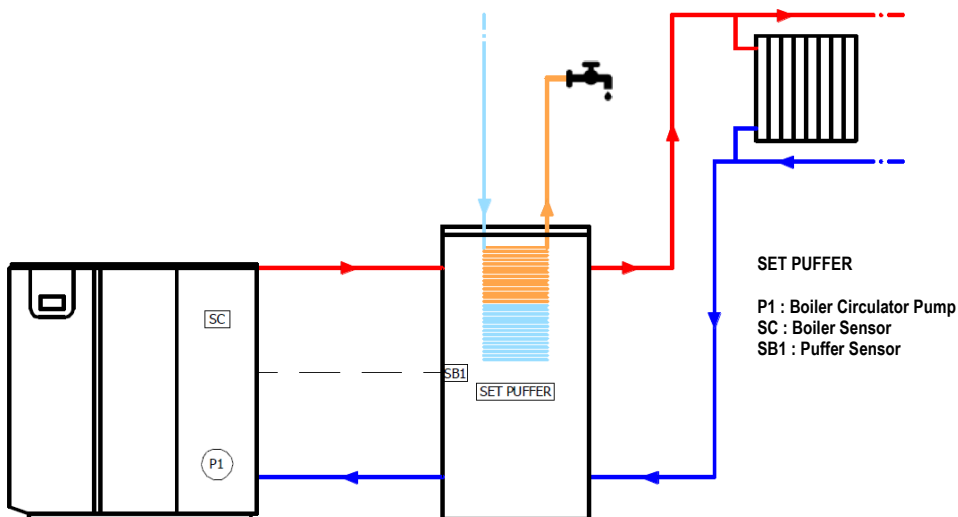 SC
SB1
SET PUFFER
P1
SET PUFFER
P1 : Boiler Circulator Pump
SC : Boiler Sensor
SB1 : Puffer Sensor